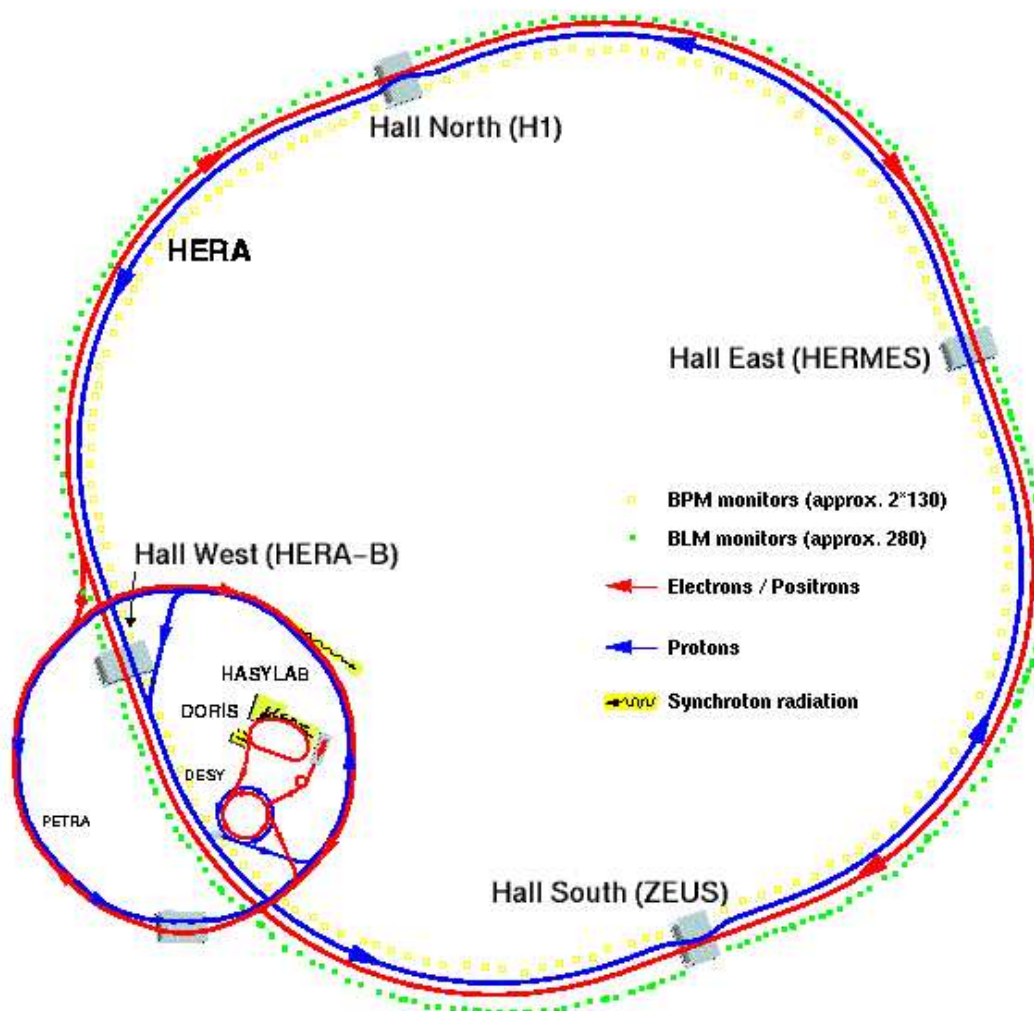 Hall North (H1)
HERA
Hall East (HERMES)
BPM monitors (approx. 2*130)
BLM monitors (approx. 280)
Hall West (HERA-B)
Electrons / Positrons
Protons
HASYLAB
Synchroton radiation
DORIS
DESY
PETRA
Hall South (ZEUS)